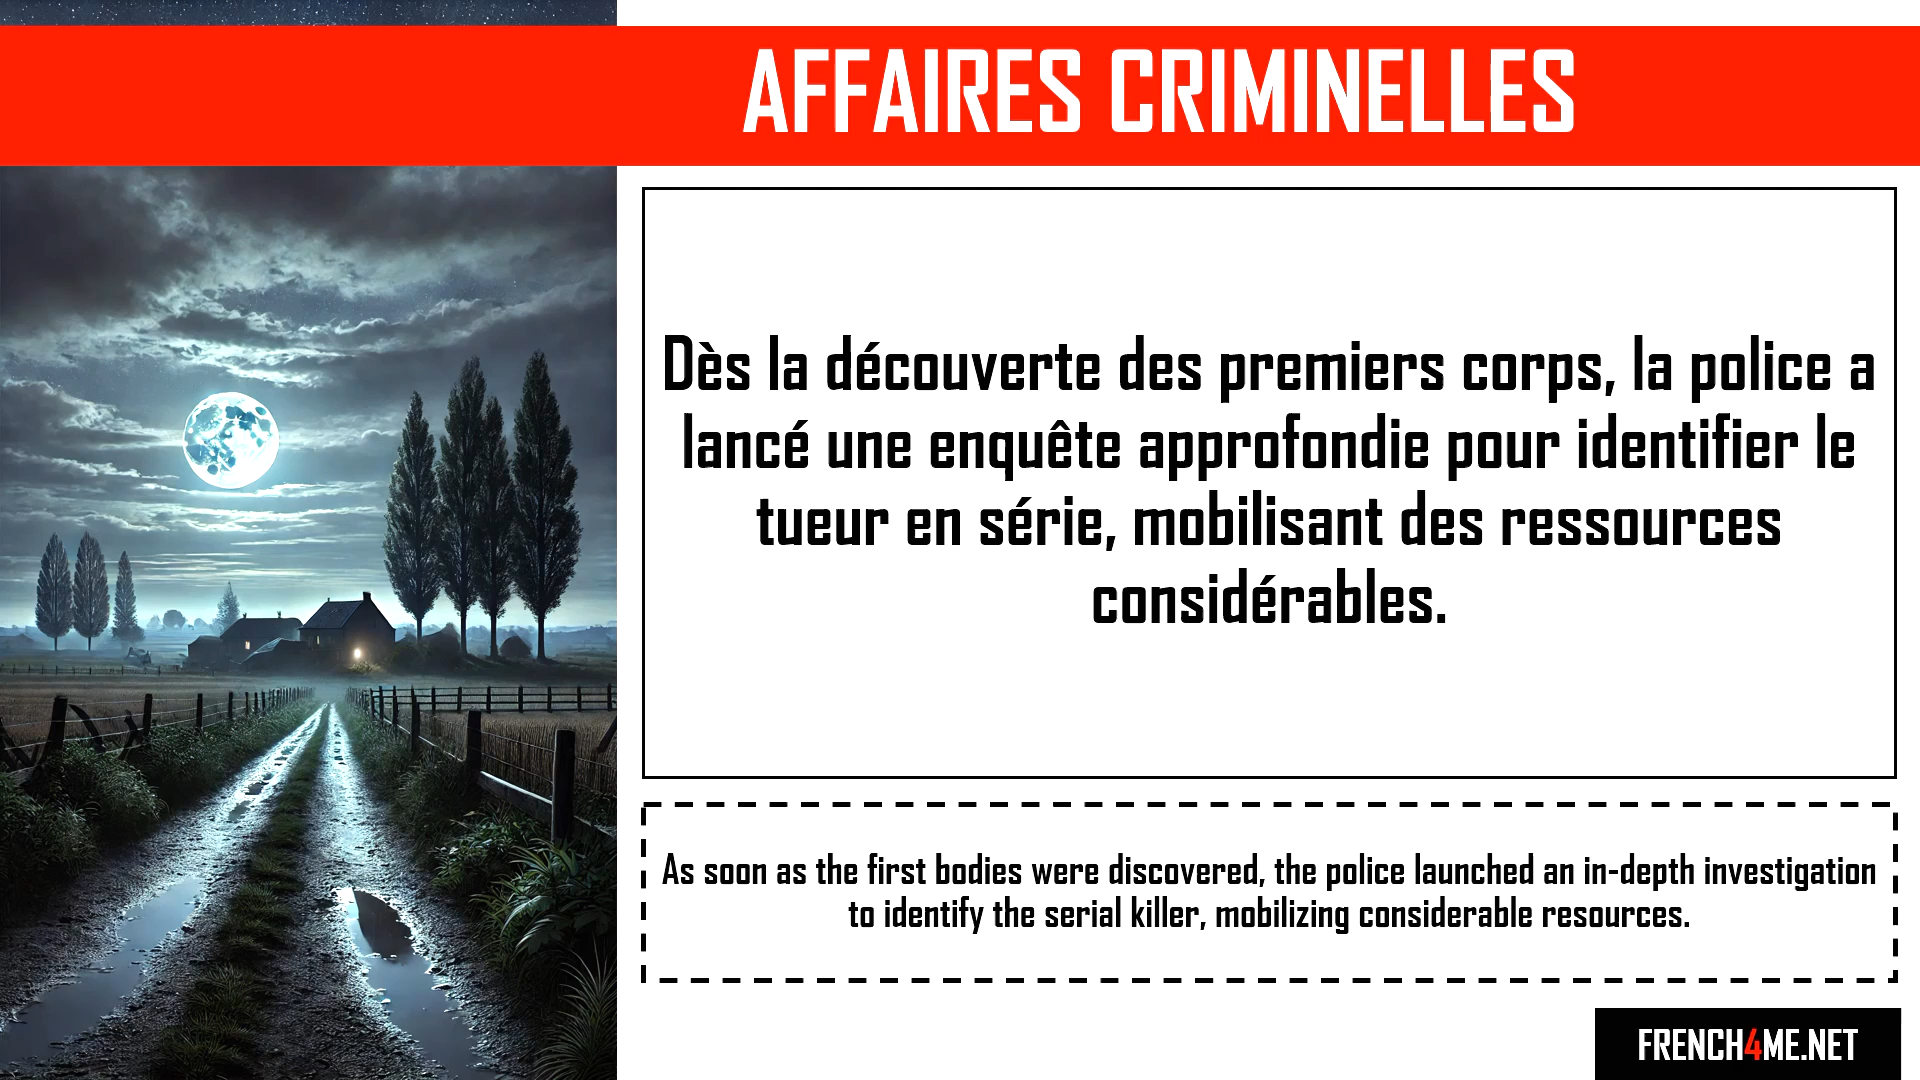 AFFAIRES CRIMINELLES
Dès la découverte des premiers corps, la police a
lancé une enquête approfondie pour identifier le
tueur en série, mobilisant des ressources
considérables.
As soon as the first bodies were discovered, the police launched an in-depth investigation
to identify the serial killer, mobilizing considerable resources.
FRENCH4ME.NET